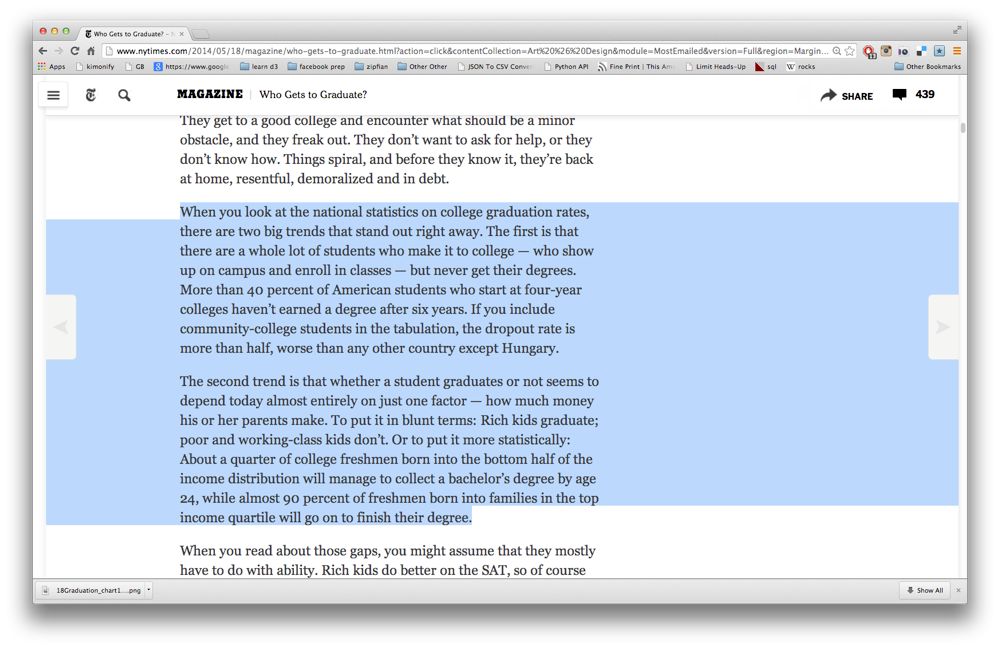 Who Gets to Graduate? - N
www.nytimes.com/2014/05/18/magazine/who-gets-to-graduate.html?action=click&contentCollection=Art%20%26%20Design&module=MostEmailed&version=Full&region=Margin...
Apps kimonify GB https://www.google learn d3 facebook prep zipfian Other Other JSON To CSV Conver Python API Fine Print | This Am Limit Heads-Up sql rocks Other Bookmarks
MAGAZINE Who Gets to Graduate? SHARE 439
They get to a good college and encounter what should be a minor
obstacle, and they freak out. They don’t want to ask for help, or they
don’t know how. Things spiral, and before they know it, they’re back
at home, resentful, demoralized and in debt.
When you look at the national statistics on college graduation rates,
there are two big trends that stand out right away. The first is that
there are a whole lot of students who make it to college — who show
up on campus and enroll in classes — but never get their degrees.
More than 40 percent of American students who start at four-year
colleges haven’t earned a degree after six years. If you include
community-college students in the tabulation, the dropout rate is
more than half, worse than any other country except Hungary.
The second trend is that whether a student graduates or not seems to
depend today almost entirely on just one factor — how much money
his or her parents make. To put it in blunt terms: Rich kids graduate;
poor and working-class kids don’t. Or to put it more statistically:
About a quarter of college freshmen born into the bottom half of the
income distribution will manage to collect a bachelor’s degree by age
24, while almost 90 percent of freshmen born into families in the top
income quartile will go on to finish their degree.
When you read about those gaps, you might assume that they mostly
have to do with ability. Rich kids do better on the SAT, so of course
18Graduation_chart1....png Show All